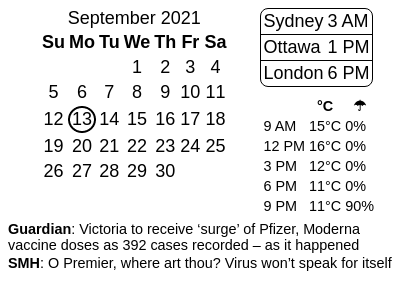 September 2021
Su Mo Tu We Th Fr Sa
1 2 3 4
5 6 7 8 9 10 11
12 13 14 15 16 17 18
19 20 21 22 23 24 25
26 27 28 29 30
Sydney 3 AM
Ottawa 1 PM
London 6 PM
°C ☂
9 AM 15°C 0%
12 PM 16°C 0%
3 PM 12°C 0%
6 PM 11°C 0%
9 PM 11°C 90%
Guardian: Victoria to receive ‘surge’ of Pfizer, Moderna
vaccine doses as 392 cases recorded – as it happened
SMH: O Premier, where art thou? Virus won’t speak for itself